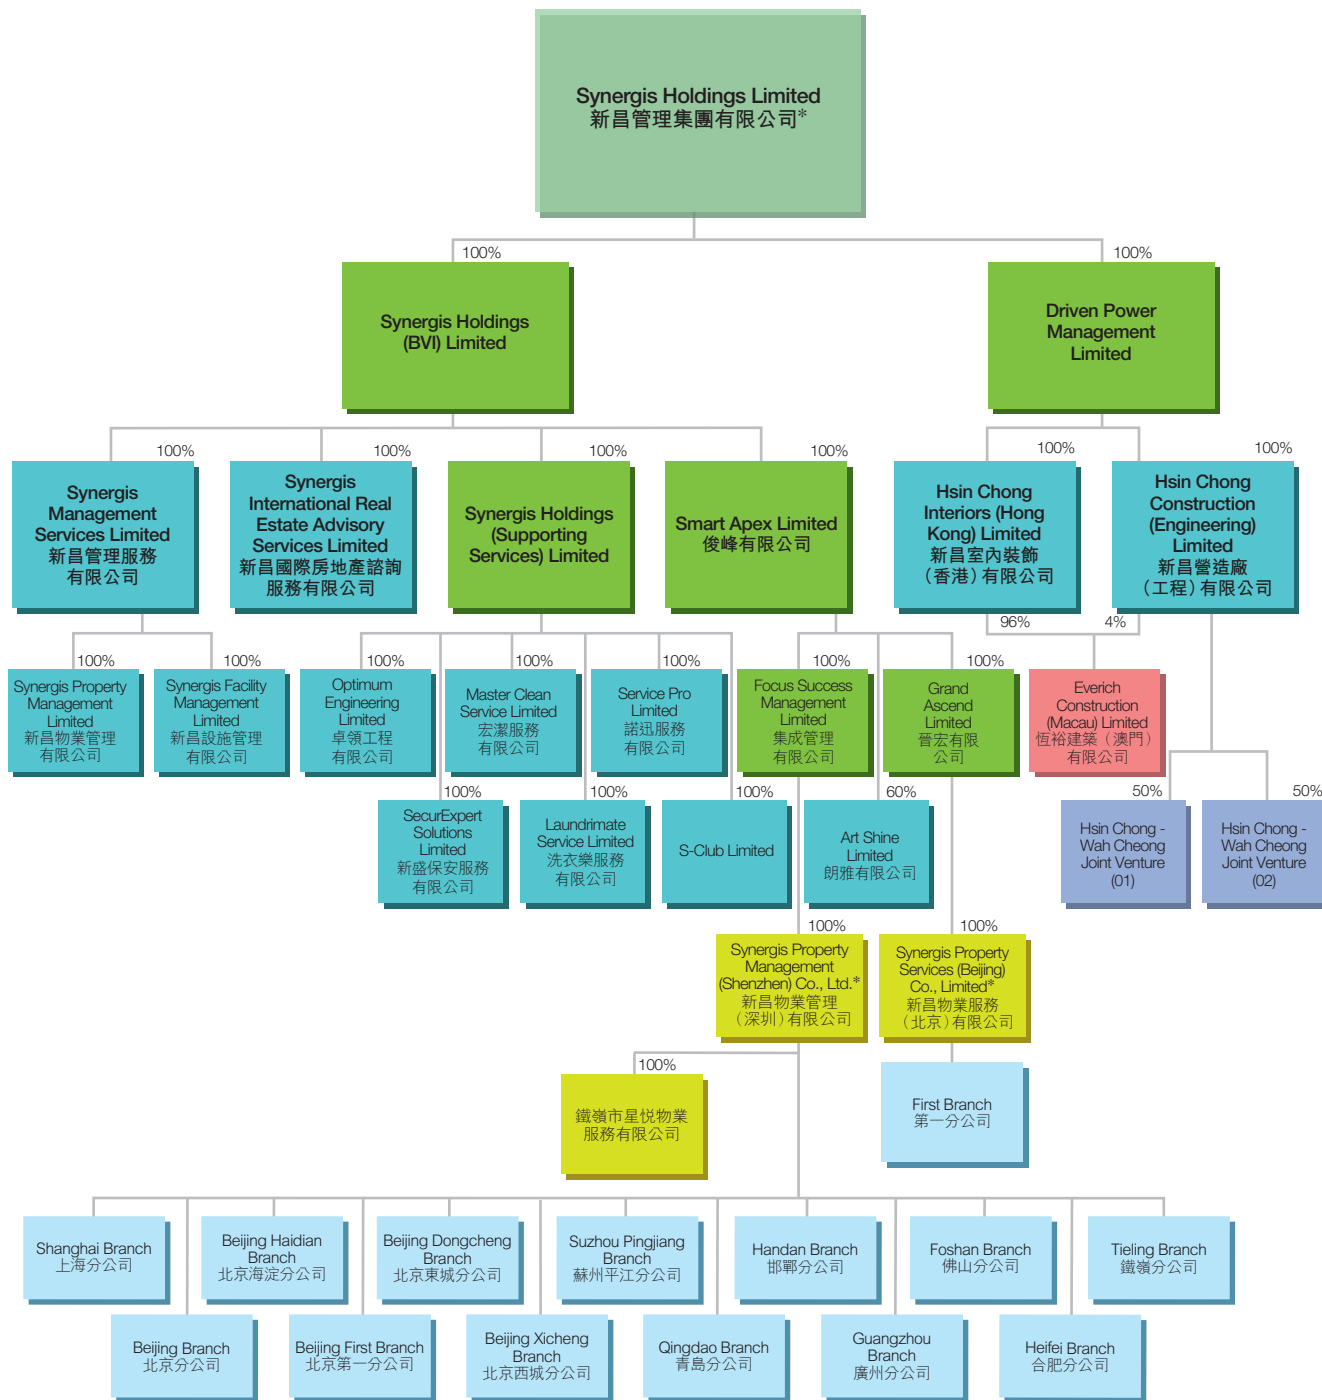 Synergis Holdings Limited
新昌管理集團有限公司*
100%
100%
Synergis Holdings
(BVI) Limited
Driven Power
Management
Limited
100%
100%
100%
100%
100%
100%
Synergis
Management
Services Limited
新昌管理服務
有限公司
Synergis
International Real
Estate Advisory
Services Limited
新昌國際房地產諮詢
服務有限公司
Synergis Holdings
(Supporting
Services) Limited
Smart Apex Limited
俊峰有限公司
Hsin Chong
Interiors (Hong
Kong) Limited
新昌室內裝飾
（香港）有限公司
Hsin Chong
Construction
(Engineering)
Limited
新昌營造廠
（工程）有限公司
96%
4%
100%
100%
100%
100%
100%
100%
100%
Synergis Property
Management
Limited
新昌物業管理
有限公司
Synergis Facility
Management
Limited
新昌設施管理
有限公司
Optimum
Engineering
Limited
卓領工程
有限公司
Master Clean
Service Limited
宏潔服務
有限公司
Service Pro
Limited
諾迅服務
有限公司
Focus Success
Management
Limited
集成管理
有限公司
Grand
Ascend
Limited
晉宏有限
公司
Everich
Construction
(Macau) Limited
恆裕建築（澳門）
有限公司
100%
100%
100%
60%
50%
50%
SecurExpert
Solutions
Limited
新盛保安服務
有限公司
Laundrimate
Service Limited
洗衣樂服務
有限公司
S-Club Limited
Art Shine
Limited
朗雅有限公司
Hsin Chong -
Wah Cheong
Joint Venture
(01)
Hsin Chong -
Wah Cheong
Joint Venture
(02)
100%
100%
Synergis Property
Management
(Shenzhen) Co., Ltd.*
新昌物業管理
（深圳）有限公司
Synergis Property
Services (Beijing)
Co., Limited*
新昌物業服務
（北京）有限公司
100%
鐵嶺市星悦物業
服務有限公司
First Branch
第一分公司
Shanghai Branch
上海分公司
Beijing Haidian
Branch
北京海淀分公司
Beijing Dongcheng
Branch
北京東城分公司
Suzhou Pingjiang
Branch
蘇州平江分公司
Handan Branch
邯鄲分公司
Foshan Branch
佛山分公司
Tieling Branch
鐵嶺分公司
Beijing Branch
北京分公司
Beijing First Branch
北京第一分公司
Beijing Xicheng
Branch
北京西城分公司
Qingdao Branch
青島分公司
Guangzhou
Branch
廣州分公司
Heifei Branch
合肥分公司